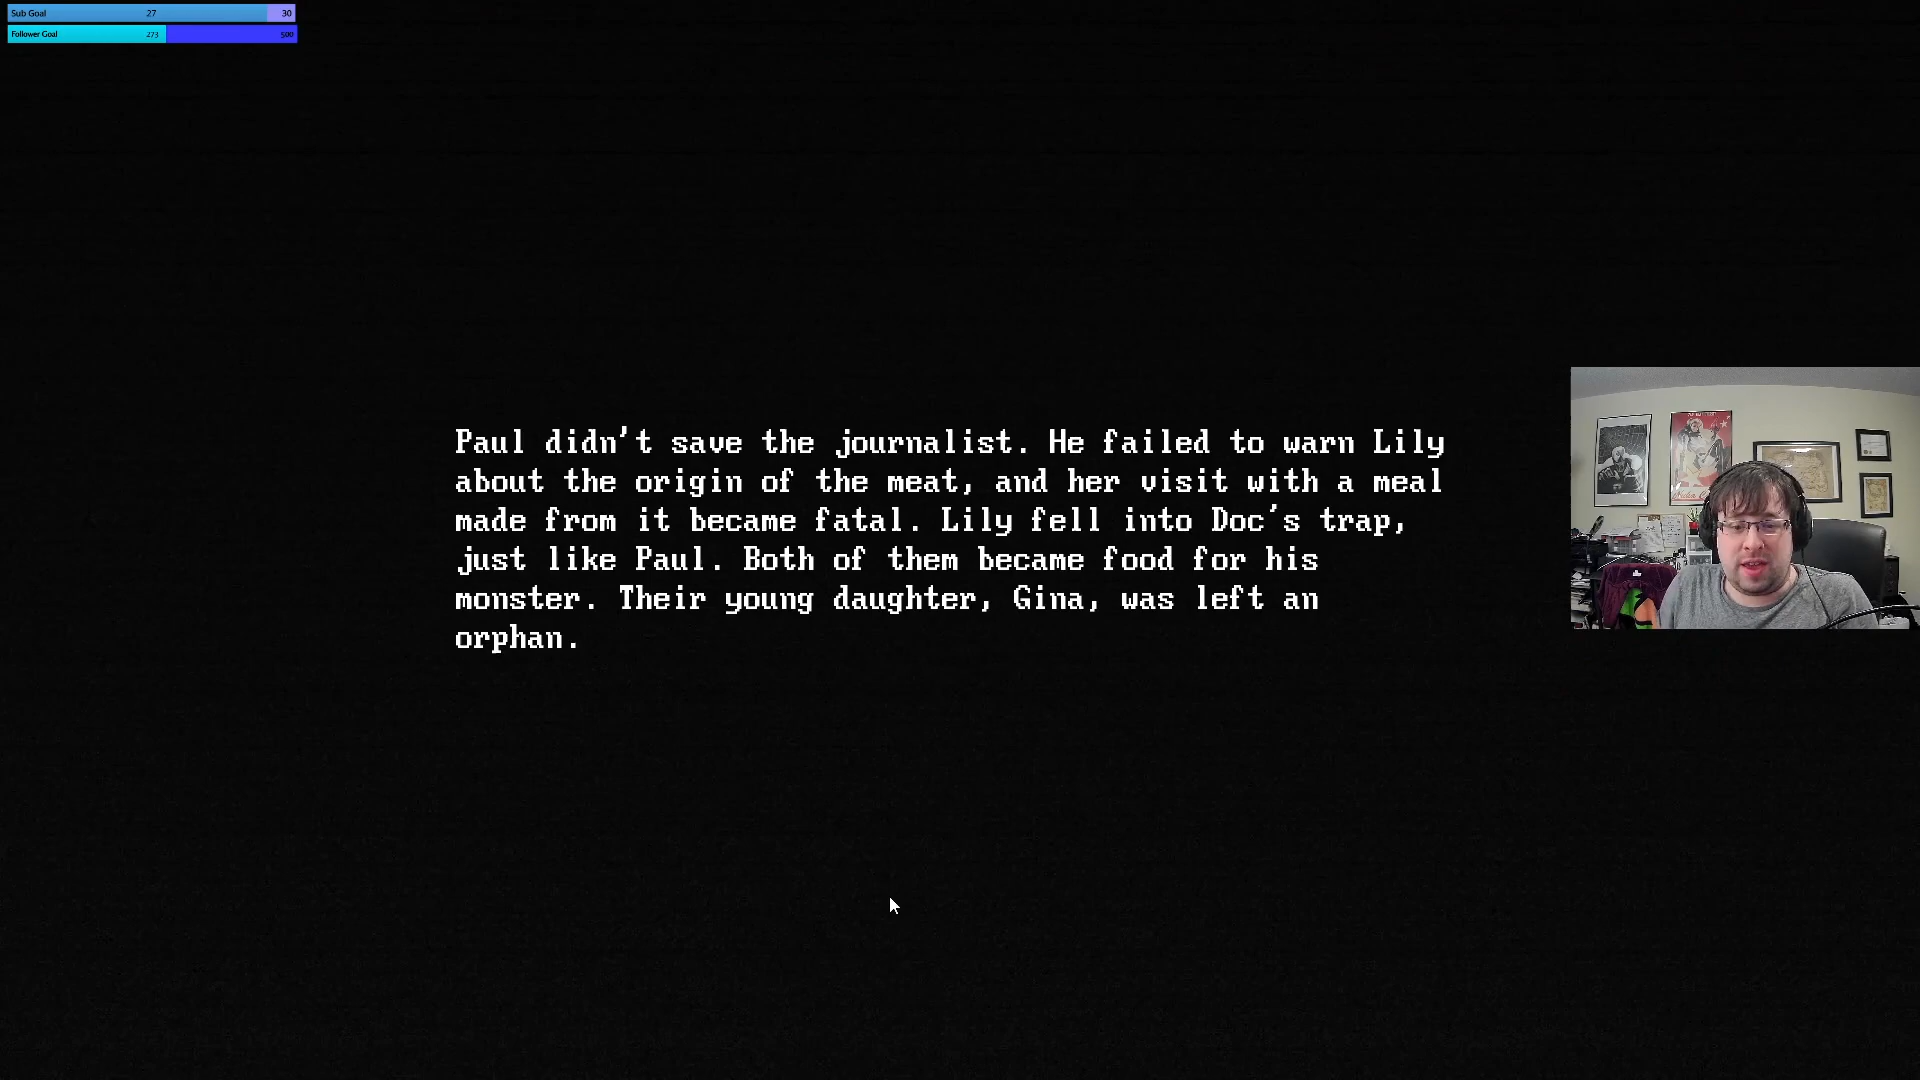 Sub Goal 27 30
Follower Goal 273 500
Paul didn't save the journalist. He failed to warn Lily
about the origin of the meat, and her visit with a meal
made from it became fatal. Lily fell into Doc's trap,
just like Paul. Both of them became food for his
monster. Their young daughter, Gina, was left an
orphan.